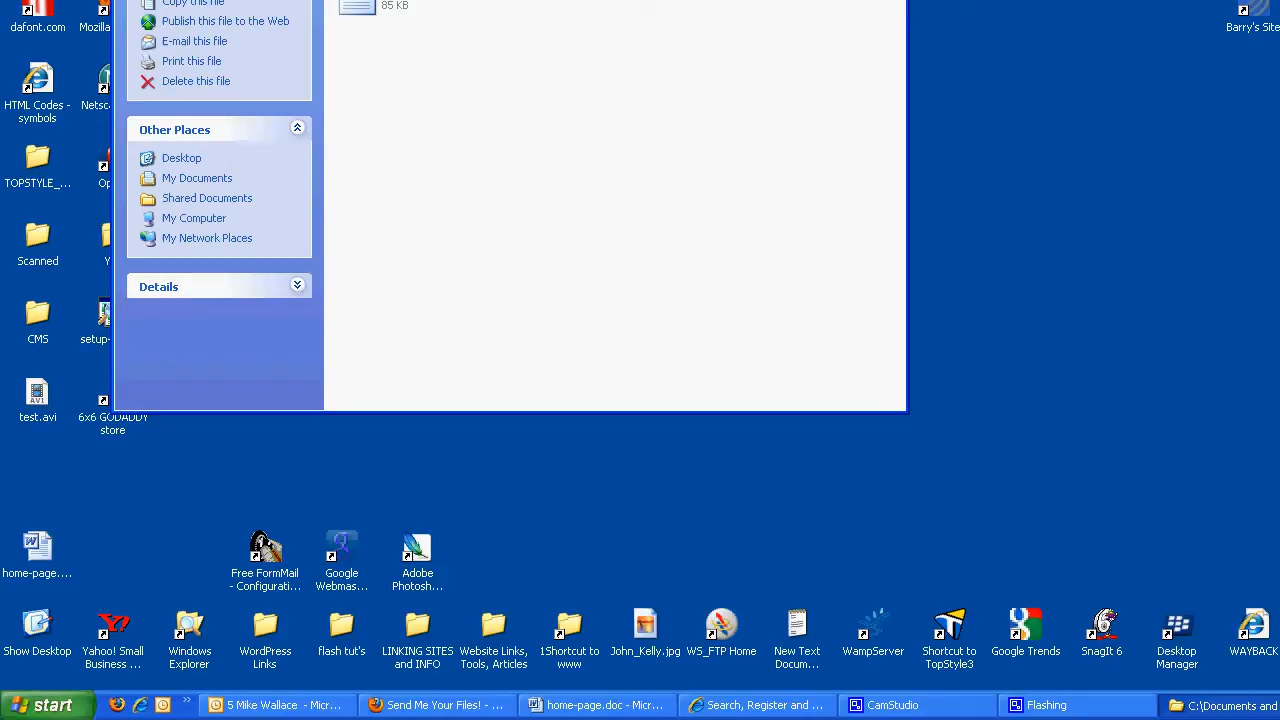 Copy this file
85 KB
Publish this file to the Web
E-mail this file
Print this file
Delete this file
Other Places
Desktop
My Documents
Shared Documents
My Computer
My Network Places
Details
dafont.com
Mozilla
Barry's Site
HTML Codes -
symbols
Netsc
TOPSTYLE_...
Op
Scanned
Y
CMS
setup-
test.avi
6x6 GODADDY
store
home-page....
Free FormMail
- Configurati...
Google
Webmas...
Adobe
Photosh...
Show Desktop
Yahoo! Small
Business ...
Windows
Explorer
WordPress
Links
flash tut's
LINKING SITES
and INFO
Website Links,
Tools, Articles
1Shortcut to
www
John_Kelly.jpg
WS_FTP Home
New Text
Docum...
WampServer
Shortcut to
TopStyle3
Google Trends
SnagIt 6
Desktop
Manager
WAYBACK
start
5 Mike Wallace - Micr...
Send Me Your Files! - ...
home-page.doc - Micr...
Search, Register and ...
CamStudio
Flashing
C:\Documents and